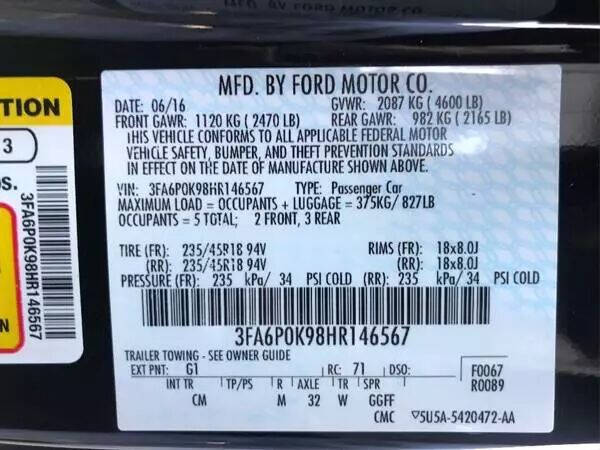 MFD. BY FORD MOTOR CO.
DATE: 06/16 GVWR: 2087 KG ( 4600 LB)
FRONT GAWR: 1120 KG ( 2470 LB) REAR GAWR: 982 KG ( 2165 LB)
THIS VEHICLE CONFORMS TO ALL APPLICABLE FEDERAL MOTOR
VEHICLE SAFETY, BUMPER, AND THEFT PREVENTION STANDARDS
IN EFFECT ON THE DATE OF MANUFACTURE SHOWN ABOVE.
VIN: 3FA6P0K98HR146567 TYPE: Passenger Car
MAXIMUM LOAD = OCCUPANTS + LUGGAGE = 375KG/ 827LB
OCCUPANTS = 5 TOTAL; 2 FRONT, 3 REAR
TIRE (FR): 235/45R18 94V RIMS (FR): 18x8.0J
(RR): 235/45R18 94V (RR): 18x8.0J
PRESSURE (FR): 235 kPa/ 34 PSI COLD (RR): 235 kPa/ 34 PSI COLD
3FA6P0K98HR146567
TRAILER TOWING - SEE OWNER GUIDE
EXT PNT: G1 RC: 71 DSO: F0067
INT TR TP/PS R AXLE TR SPR R0089
CM M 32 W GGFF
CMC 5U5A-5420472-AA
TION
3
S.
3FA6P0K98HR146567
N